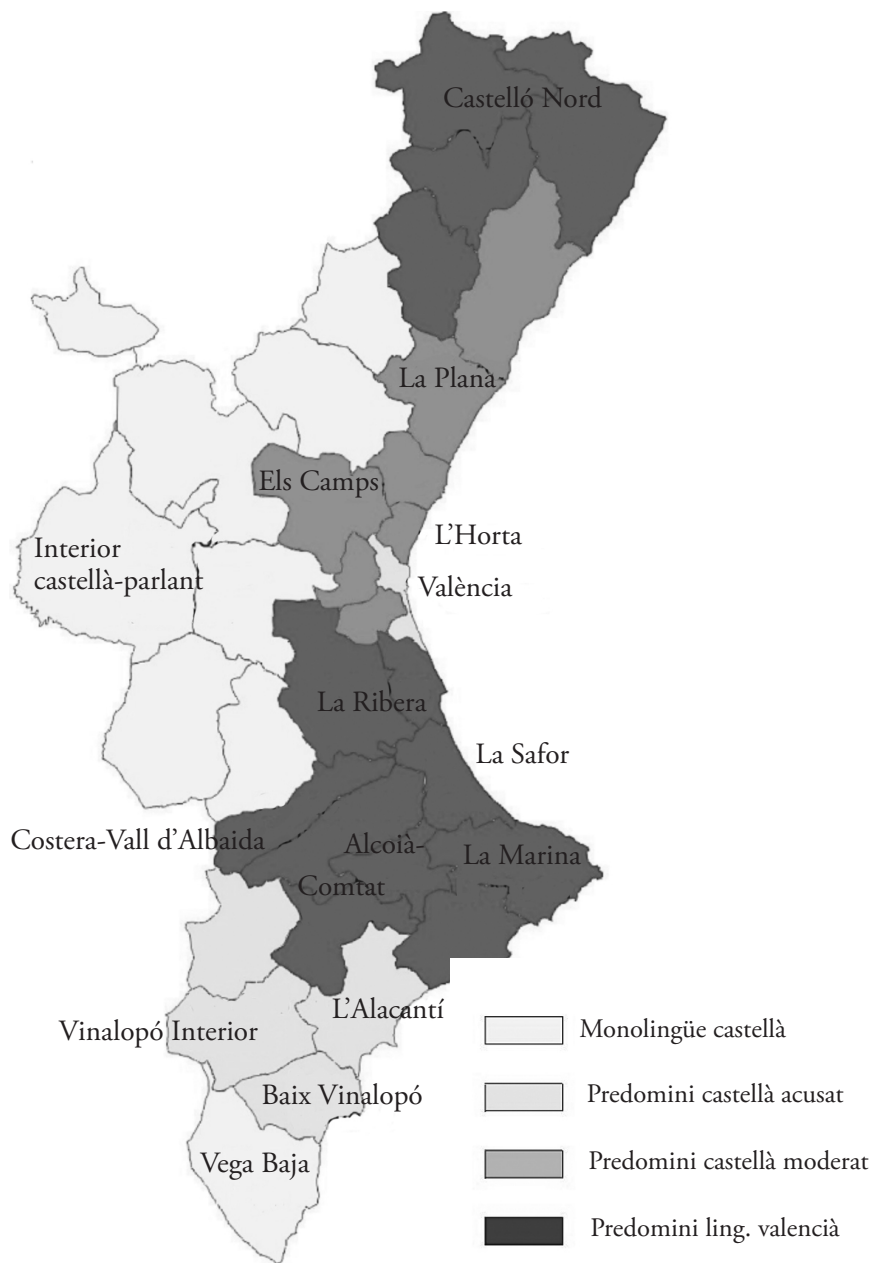 Castelló Nord
La Plana
Els Camps
L'Horta
Interior
castellà-parlant
València
La Ribera
La Safor
Costera-Vall d'Albaida
Alcoià-
La Marina
Comtat
L'Alacantí
Vinalopó Interior
Monolingüe castellà
Baix Vinalopó
Predomini castellà acusat
Vega Baja
Predomini castellà moderat
Predomini ling. valencià